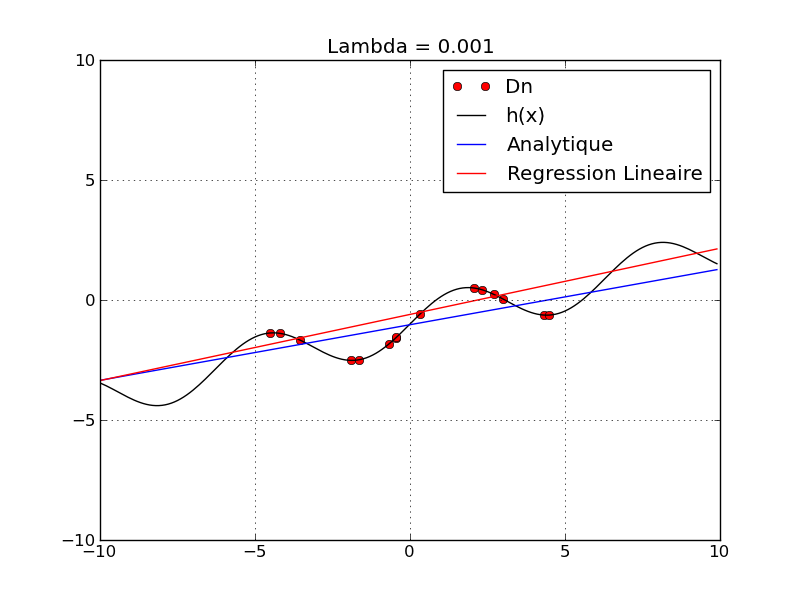 Lambda = 0.001
10
5
0
−5
−10
−10
−5
0
5
10
Dn
h(x)
Analytique
Regression Lineaire